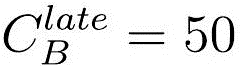 $C_B^{late} = 50$